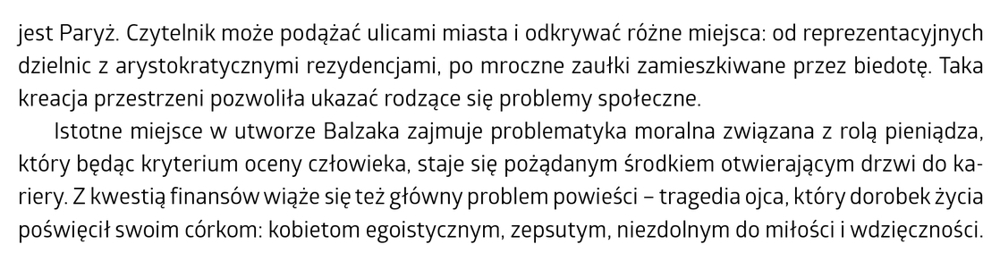 jest Paryż. Czytelnik może podążać ulicami miasta i odkrywać różne miejsca: od reprezentacyjnych
dzielnic z arystokratycznymi rezydencjami, po mroczne zaułki zamieszkiwane przez biedotę. Taka
kreacja przestrzeni pozwoliła ukazać rodzące się problemy społeczne.
Istotne miejsce w utworze Balzaka zajmuje problematyka moralna związana z rolą pieniądza,
który będąc kryterium oceny człowieka, staje się pożądanym środkiem otwierającym drzwi do ka-
riery. Z kwestią finansów wiąże się też główny problem powieści – tragedia ojca, który dorobek życia
poświęcił swoim córkom: kobietom egoistycznym, zepsutym, niezdolnym do miłości i wdzięczności.